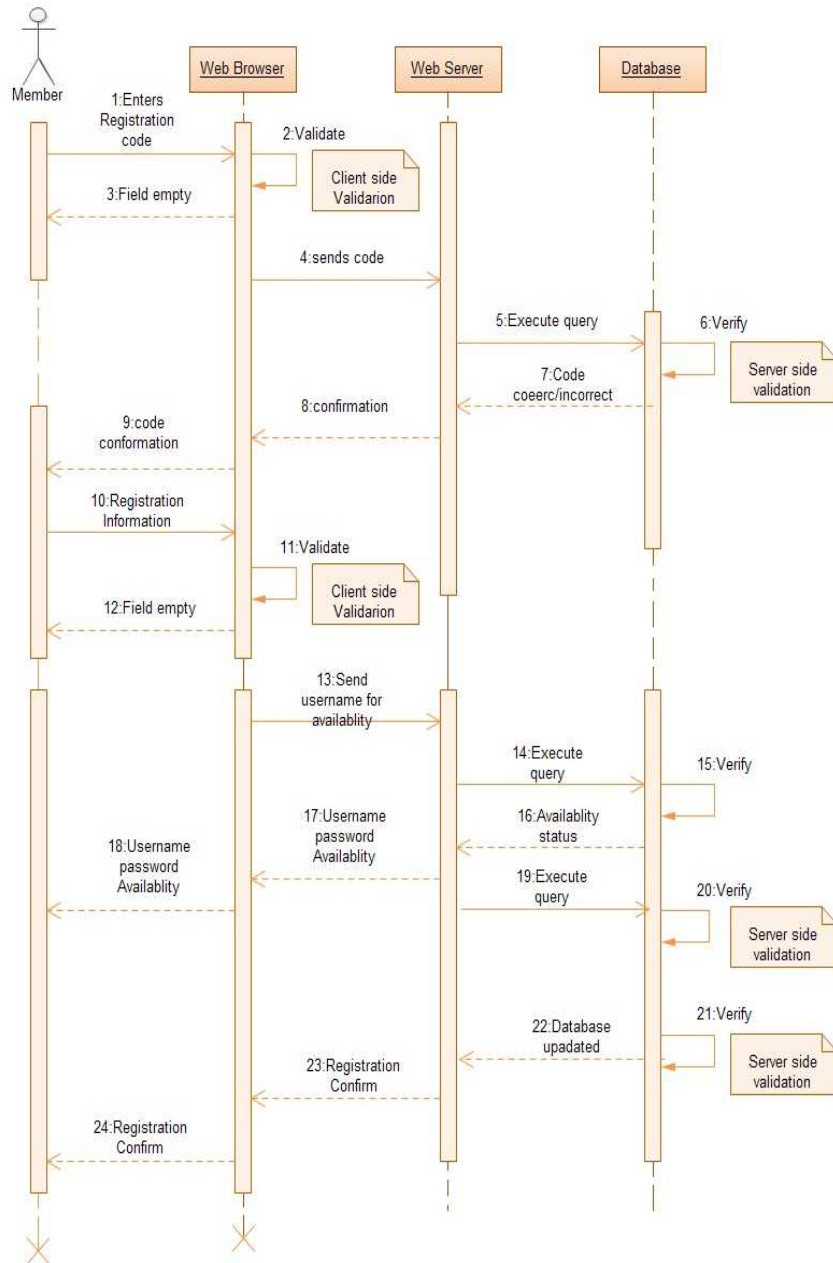 Member
Web Browser
Web Server
Database
1:Enters
Registration
code
2:Validate
Client side
Validarion
3:Field empty
4:sends code
5:Execute query
6:Verify
Server side
validation
7:Code
coeerc/incorrect
8:confirmation
9:code
conformation
10:Registration
Information
11:Validate
Client side
Validarion
12:Field empty
13:Send
username for
availablity
14:Execute
query
15:Verify
16:Availablity
status
17:Username
password
Availablity
18:Username
password
Availablity
19:Execute
query
20:Verify
Server side
validation
21:Verify
Server side
validation
22:Database
upadated
23:Registration
Confirm
24:Registration
Confirm